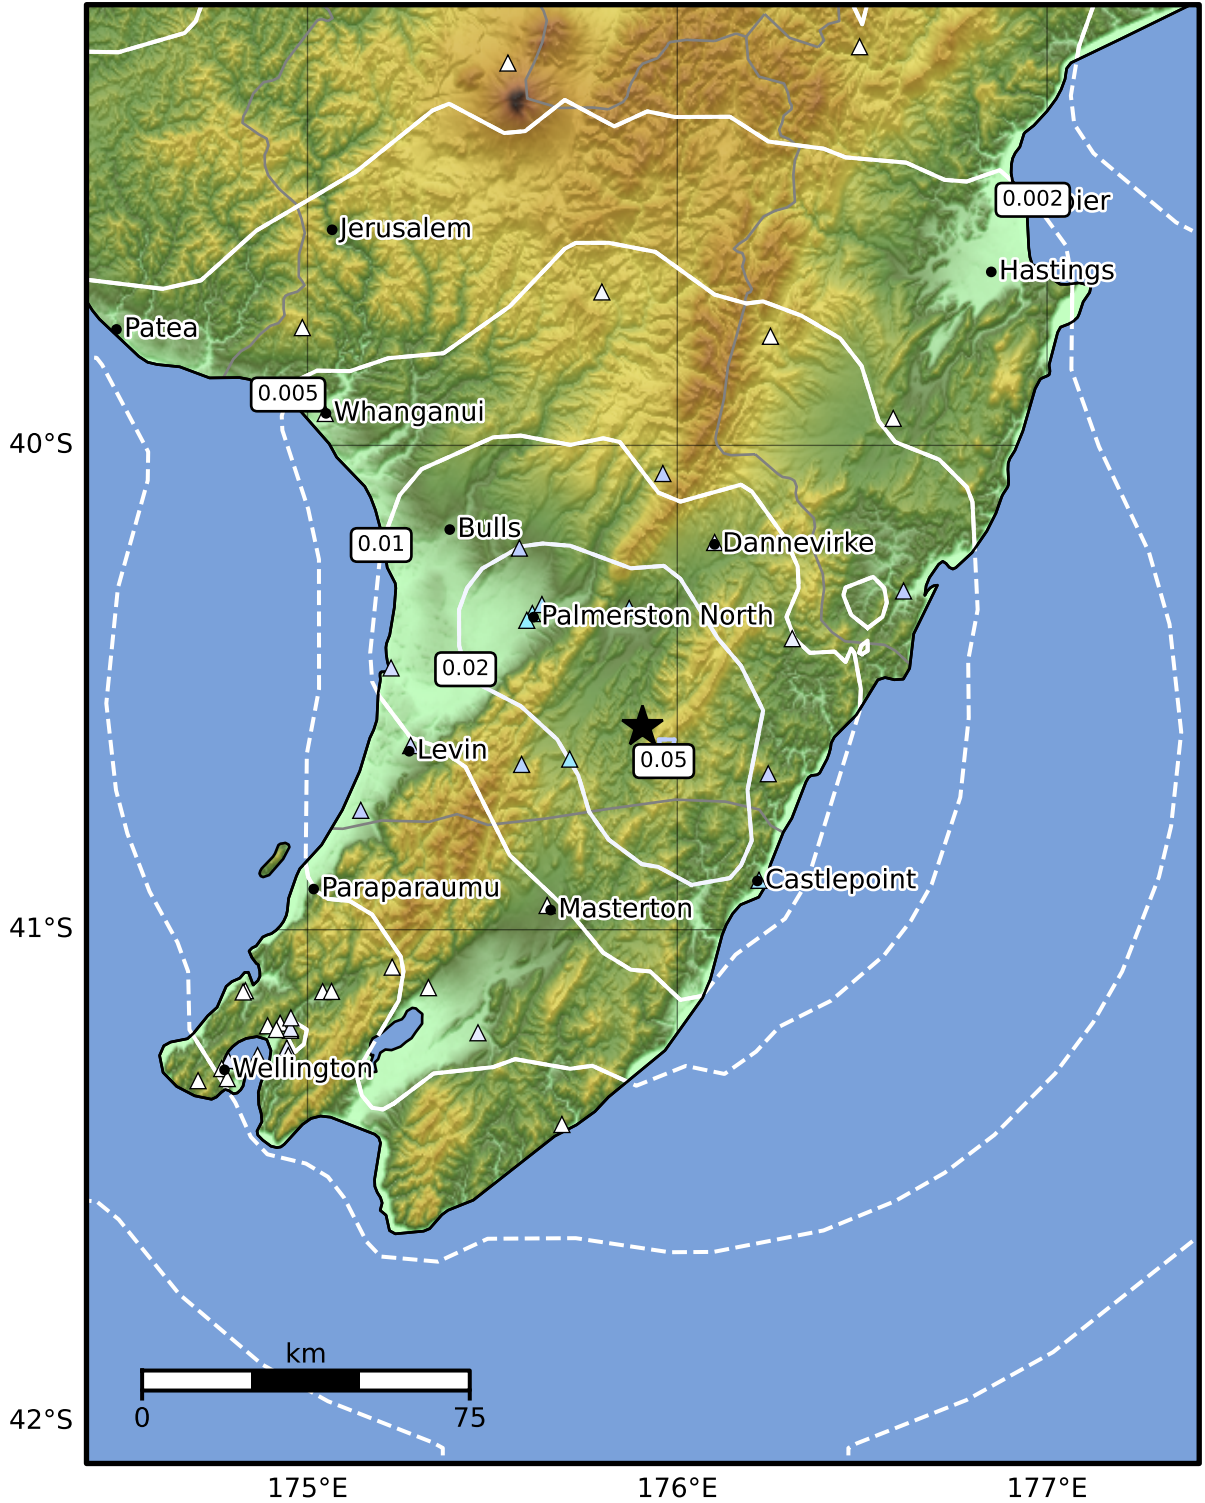 0.002
Jerusalem
Hastings
Patea
0.005
Whanganui
40°S
Bulls
0.01
Dannevirke
Palmerston North
0.02
Levin
0.05
Castlepoint
Paraparaumu
Masterton
41°S
Wellington
km
0
75
42°S
175°E
176°E
177°E